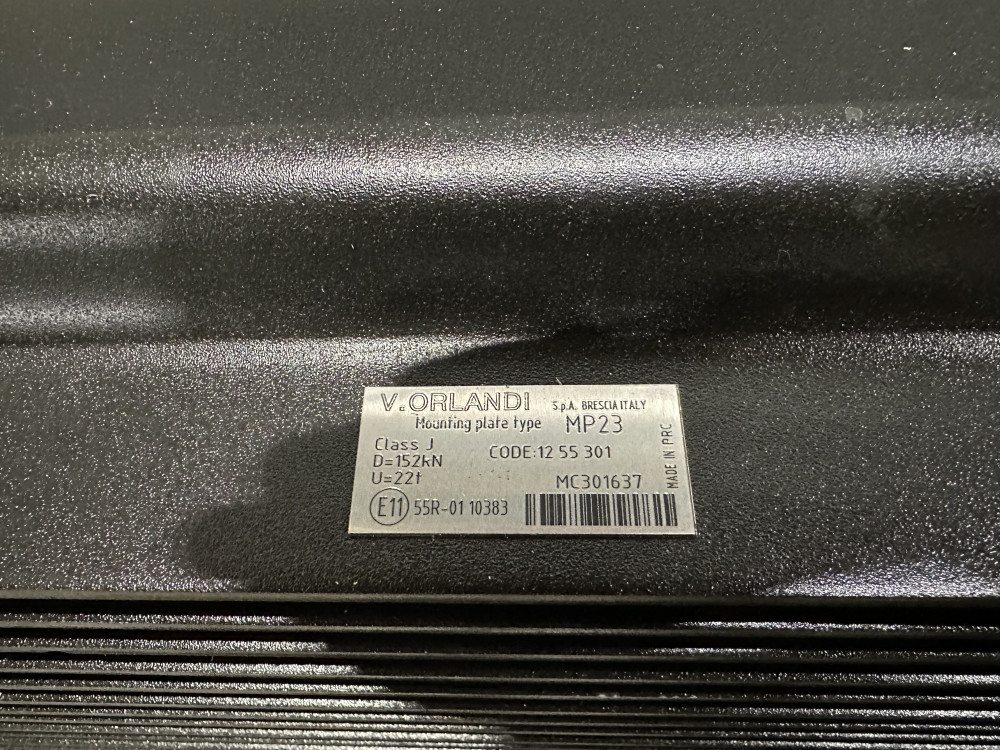 V.ORLANDI S.p.A. BRESCIA ITALY
Mounting plate type MP23
Class J
CODE:12 55 301
D=152kN
U=22t
MC301637
E11 55R-01 10383
MADE IN PRC